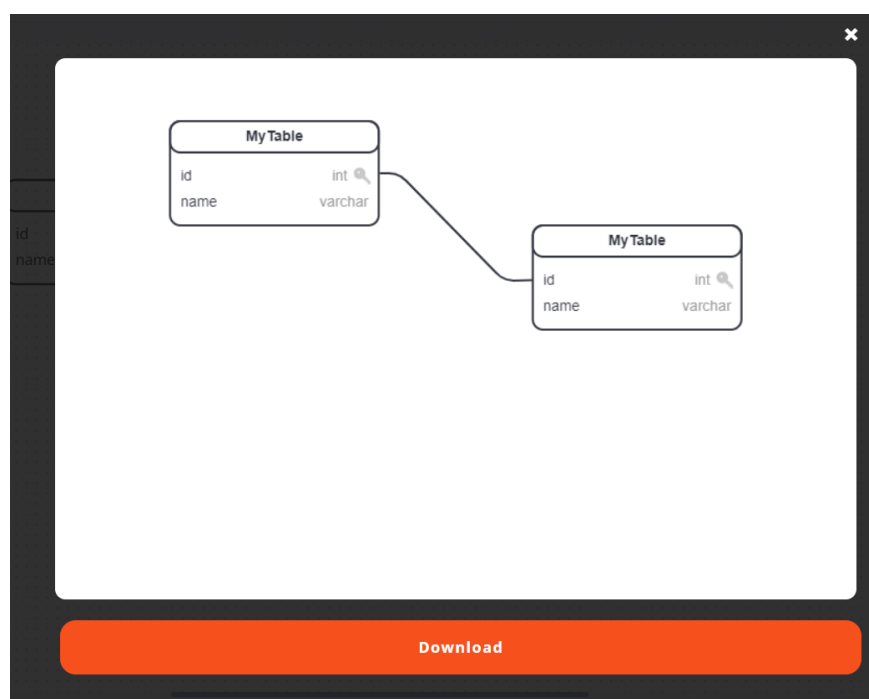 MyTable
id int
name varchar
id
name
MyTable
id int
name varchar
Download